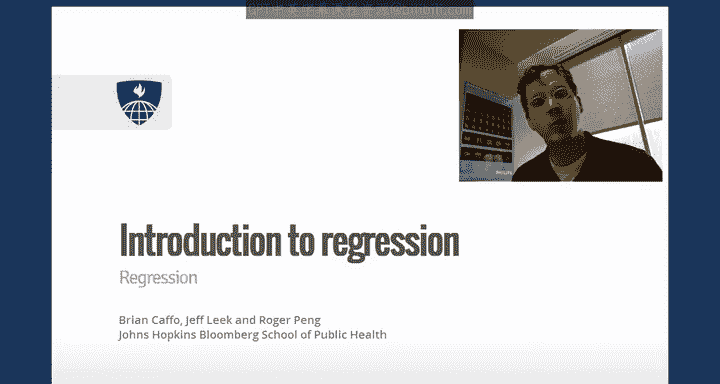 Introduction to regression
Regression
Brian Caffo, Jeff Leek and Roger Peng
Johns Hopkins Bloomberg School of Public Health